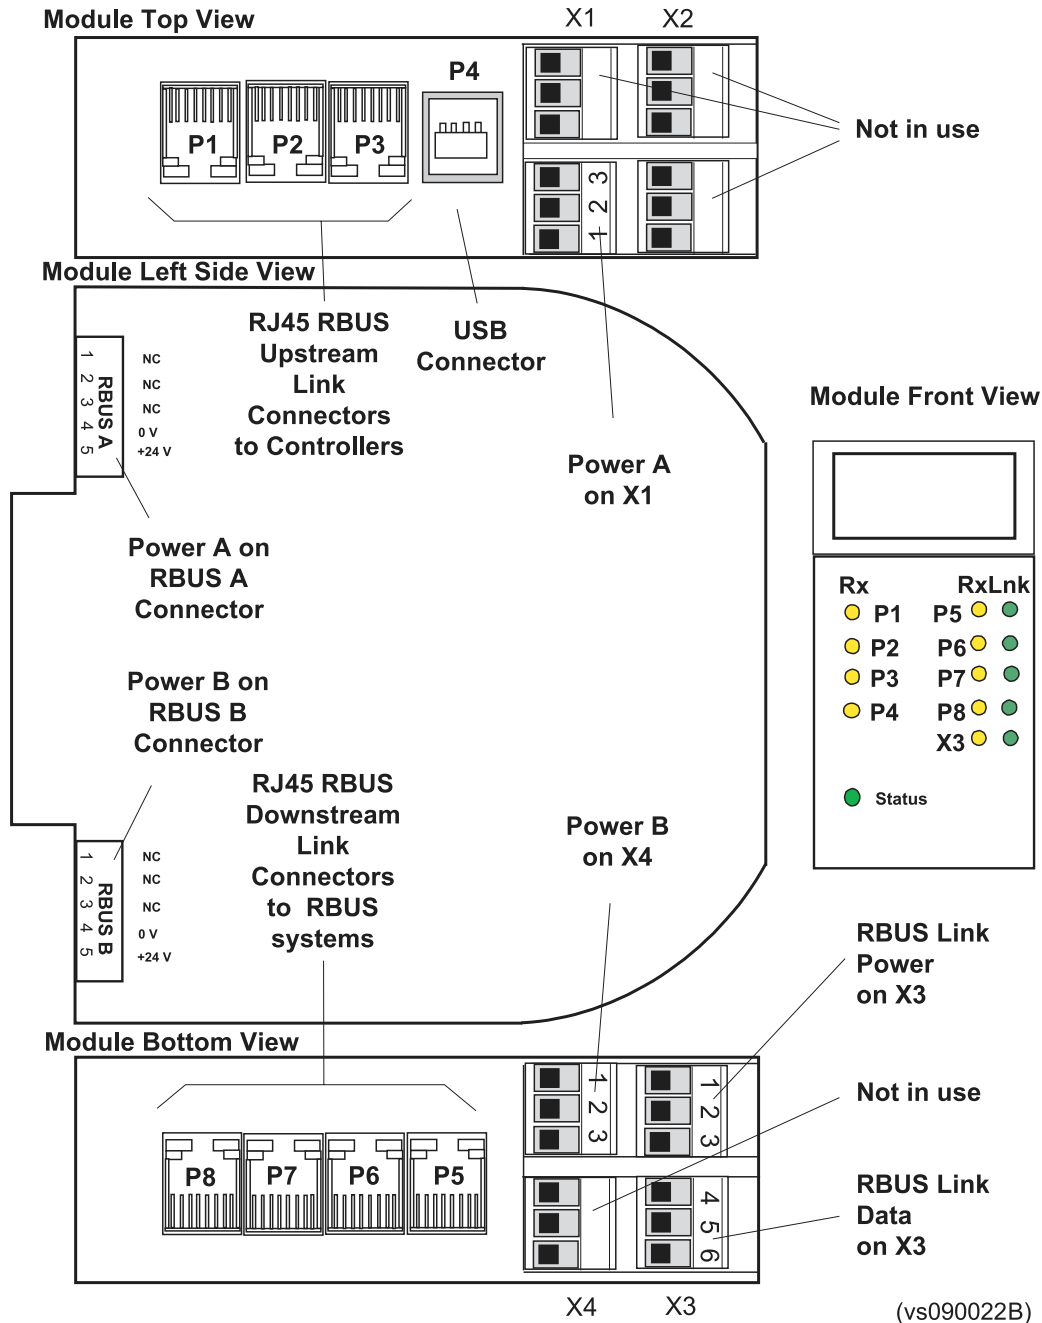 Module Top View
X1
X2
P1
P2
P3
P4
3
2
1
Not in use
Module Left Side View
RJ45 RBUS
Upstream
Link
Connectors
to Controllers
USB
Connector
Power A
on X1
1 2 3 4 5
RBUS A
NC
NC
NC
0 V
+24 V
Power A on
RBUS A
Connector
Power B on
RBUS B
Connector
1 2 3 4 5
RBUS B
NC
NC
NC
0 V
+24 V
RJ45 RBUS
Downstream
Link
Connectors
to RBUS
systems
Power B
on X4
Module Front View
Rx
RxLnk
P1
P5
P2
P6
P3
P7
P4
P8
X3
Status
RBUS Link
Power
on X3
Module Bottom View
P8
P7
P6
P5
1
2
3
1
2
3
4
5
6
Not in use
RBUS Link
Data
on X3
X4
X3
(vs090022B)